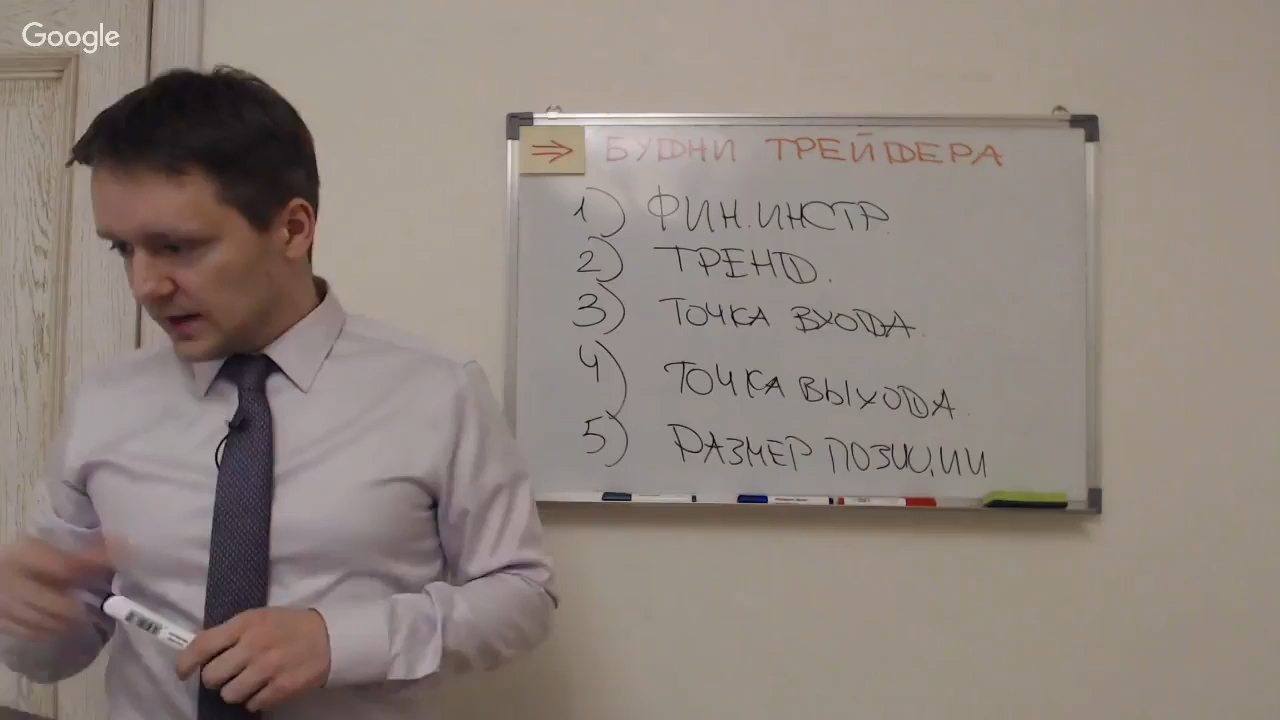 Google
⇒ БУДНИ ТРЕЙДЕРА
1) ФИН.ИНСТР.
2) ТРЕНД.
3) ТОЧКА ВХОДА.
4) ТОЧКА ВЫХОДА.
5) РАЗМЕР ПОЗИЦИИ